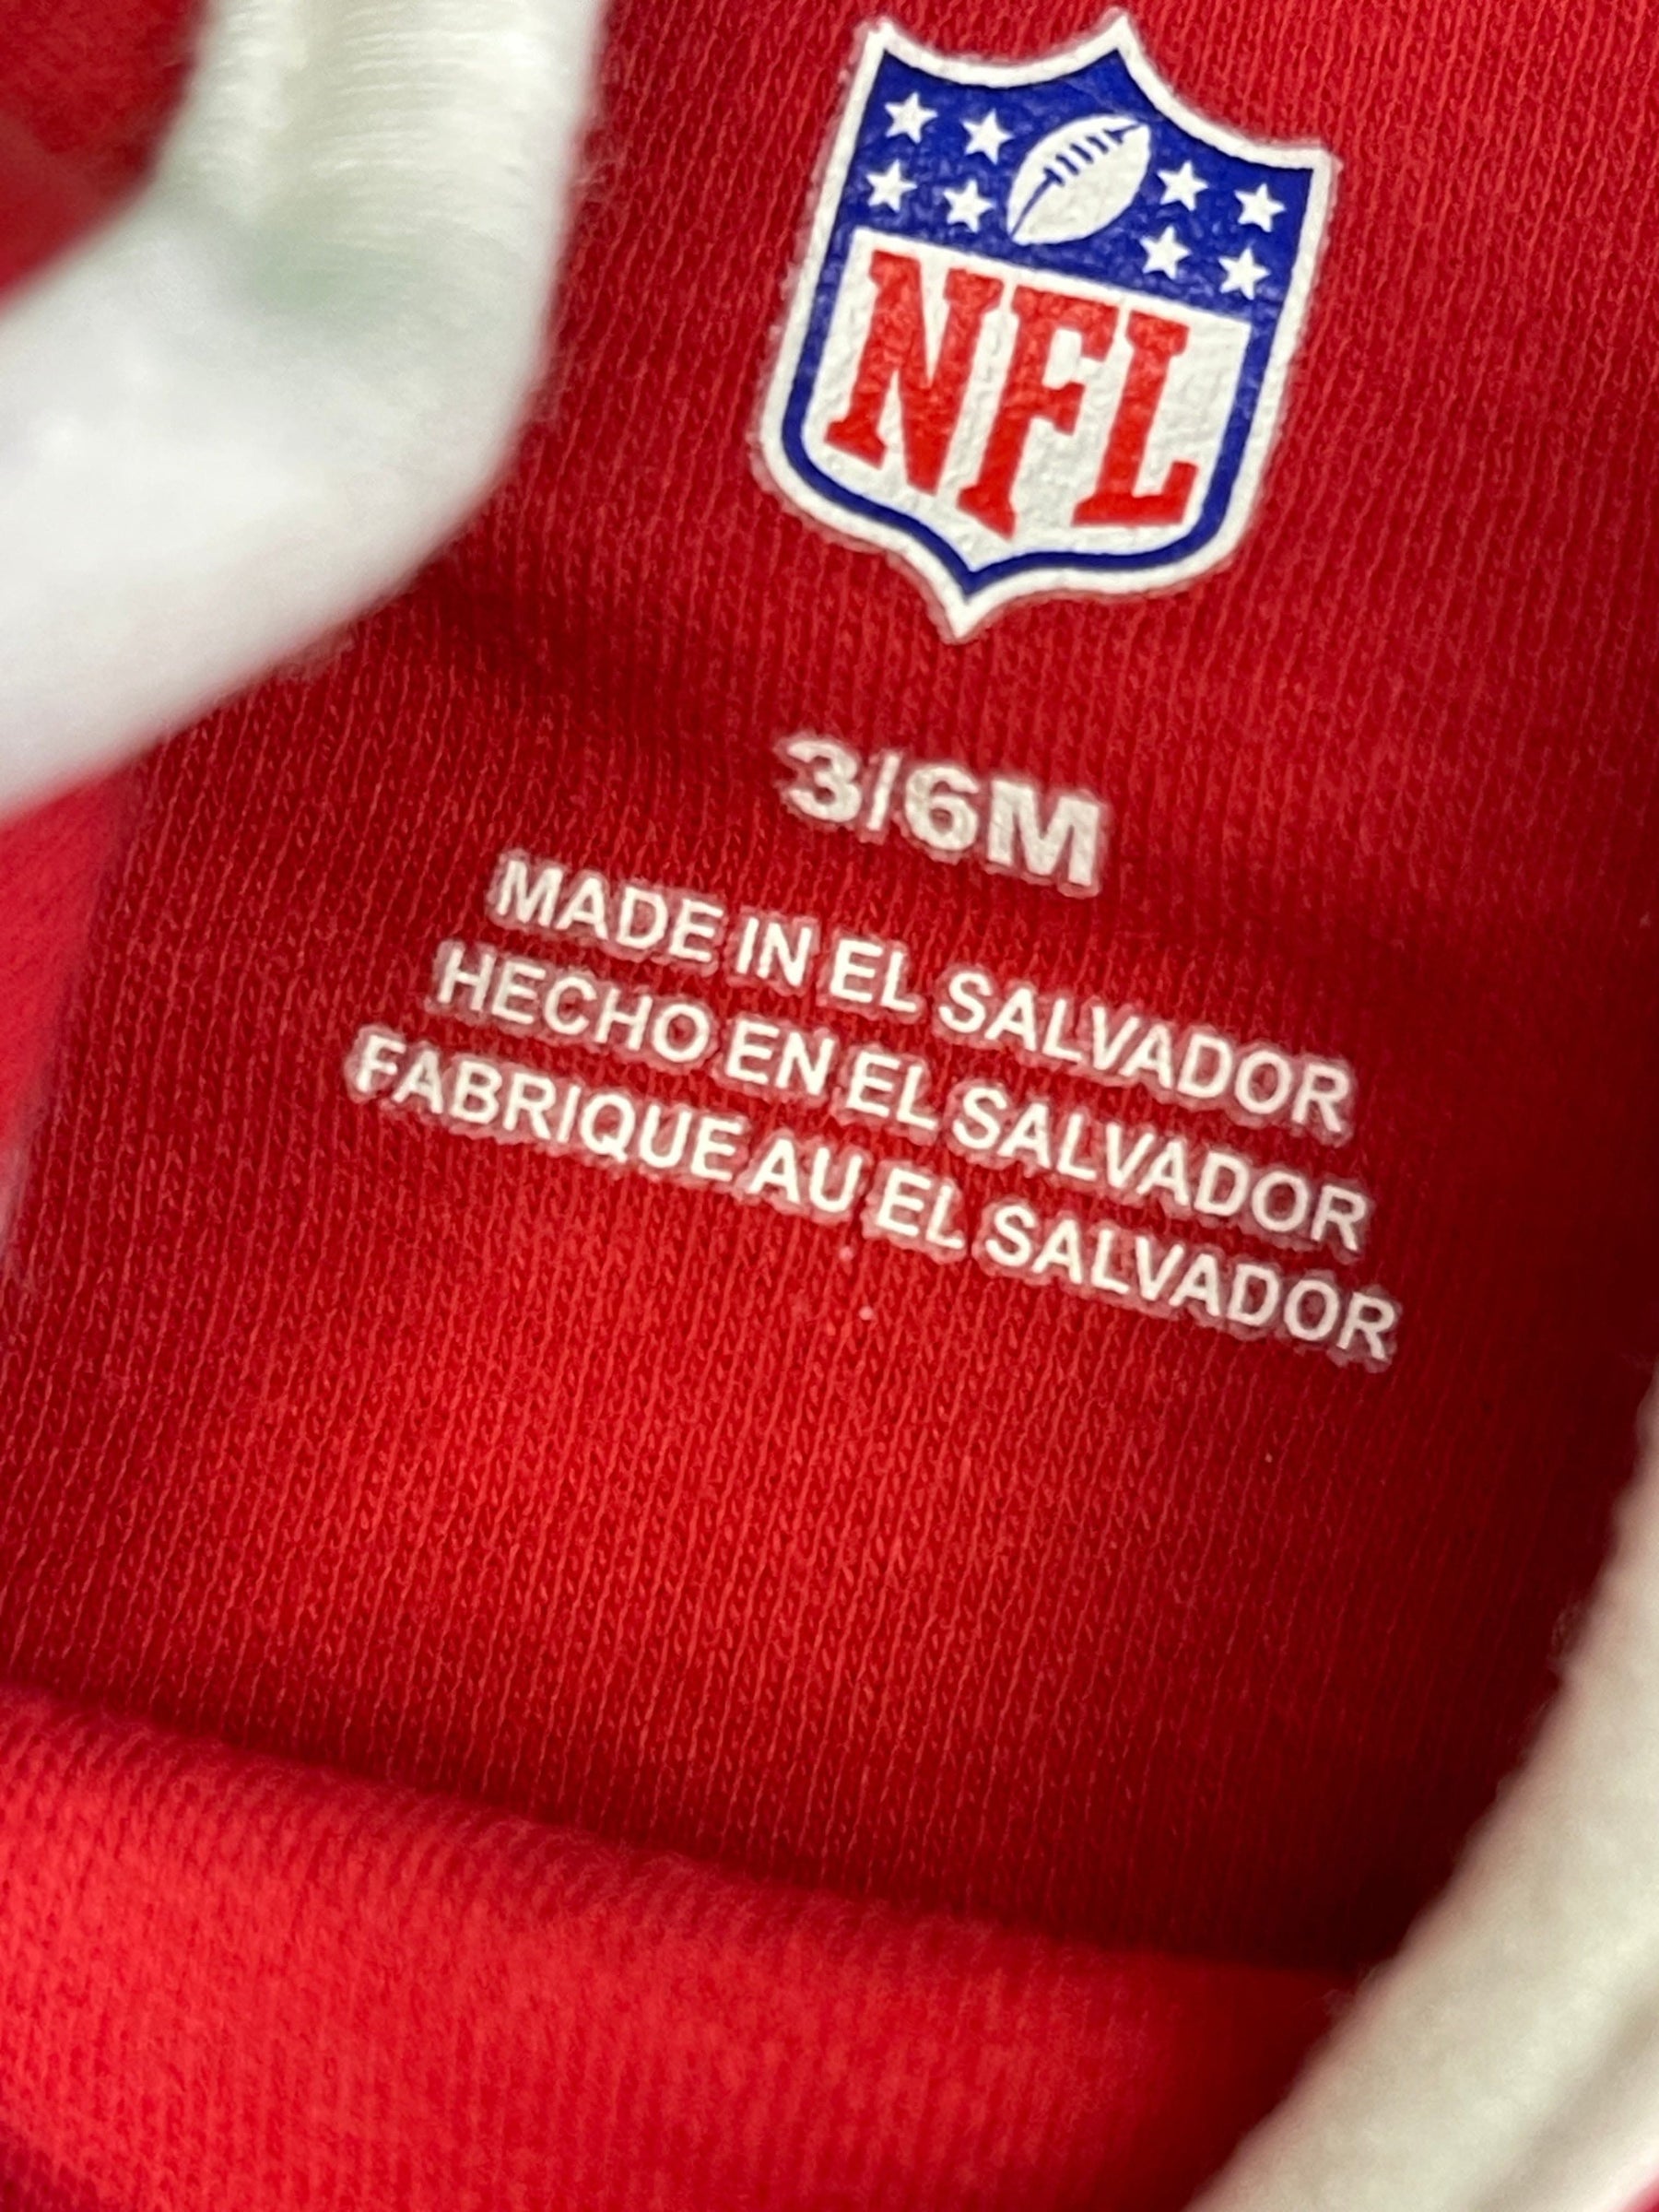 NFL
3/6M
MADE IN EL SALVADOR
HECHO EN EL SALVADOR
FABRIQUE AU EL SALVADOR